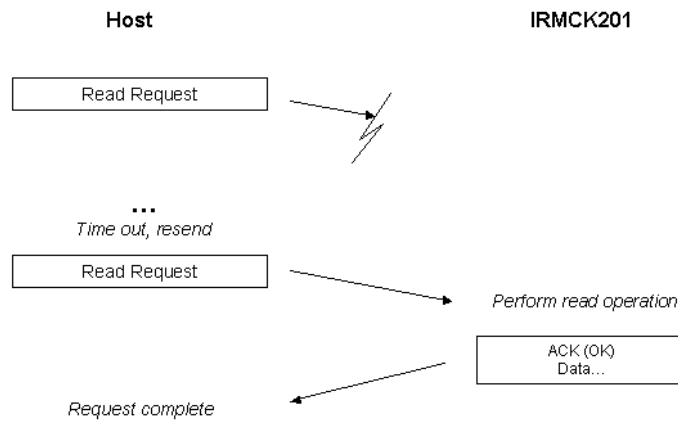 Host
IRMCK201
Read Request
...
Time out, resend
Read Request
Perform read operation
ACK (OK)
Data...
Request complete